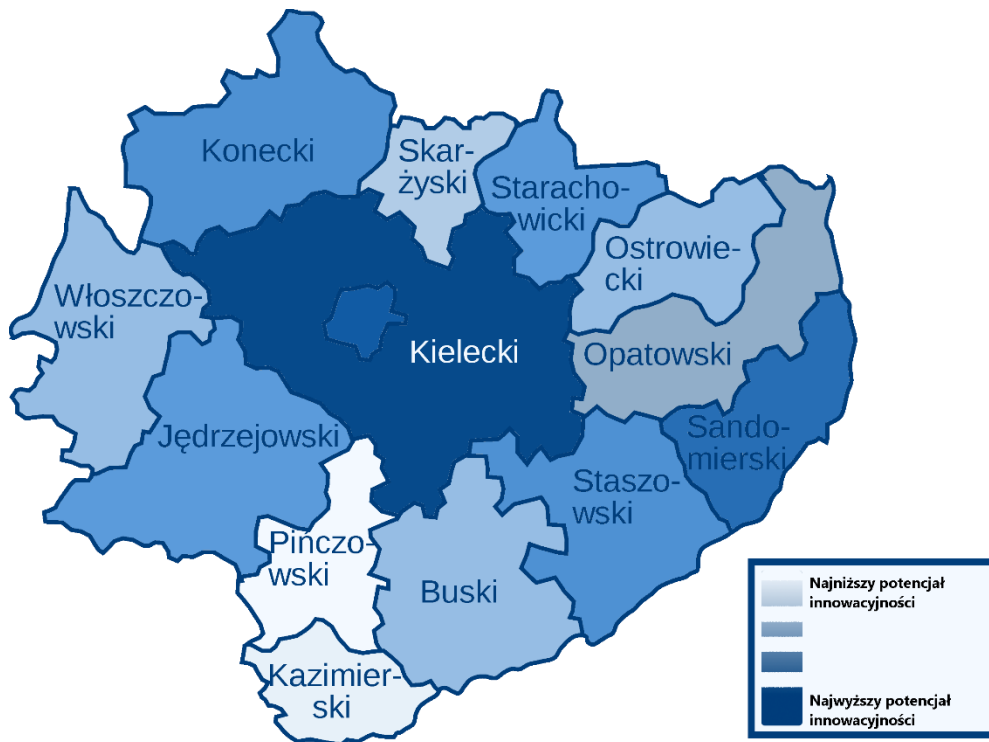 Konecki
Skar-
żyski
Staracho-
wicki
Ostrowie-
cki
Włoszczo-
wski
Kielecki
Opatowski
Jędrzejowski
Sando-
mierski
Staszo-
wski
Pińczo-
wski
Buski
Kazimier-
ski
Najniższy potencjał
innowacyjności
Najwyższy potencjał
innowacyjności